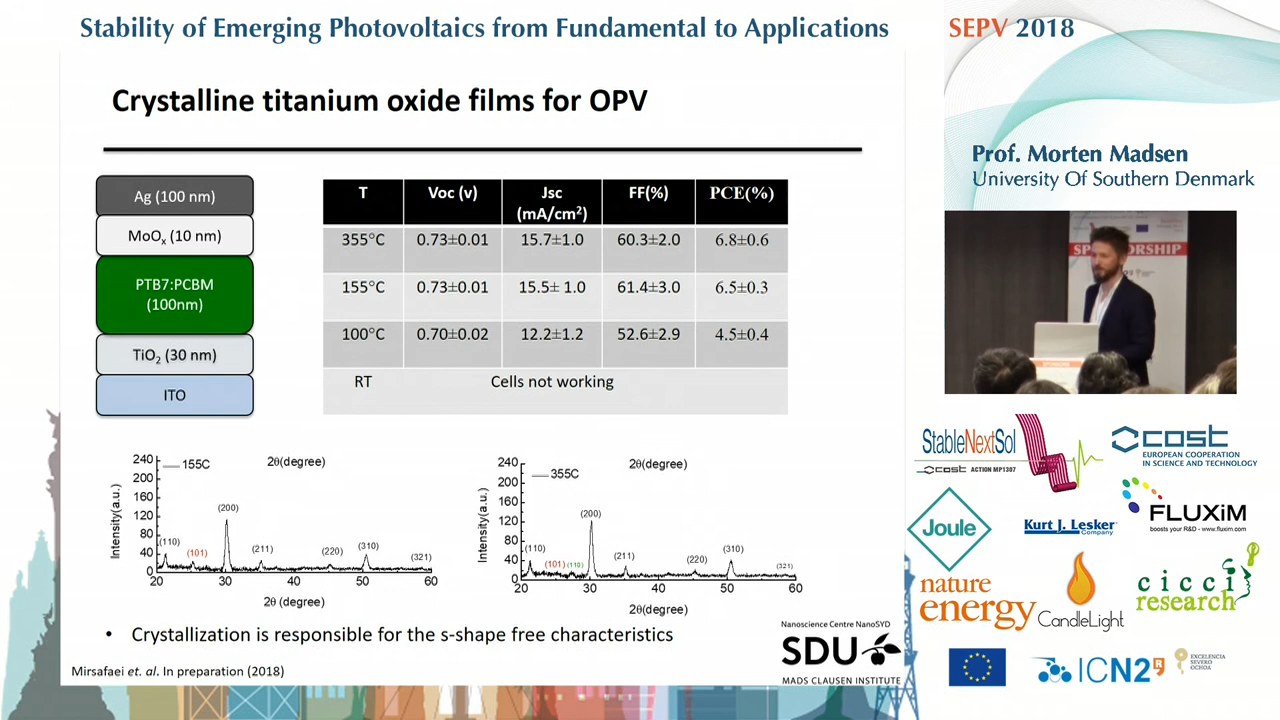 Stability of Emerging Photovoltaics from Fundamental to Applications
SEPV 2018
Crystalline titanium oxide films for OPV
Ag (100 nm)
MoOx (10 nm)
PTB7:PCBM
(100nm)
TiO2 (30 nm)
ITO
T Voc (v) Jsc (mA/cm2) FF(%) PCE(%)
355°C 0.73±0.01 15.7±1.0 60.3±2.0 6.8±0.6
155°C 0.73±0.01 15.5± 1.0 61.4±3.0 6.5±0.3
100°C 0.70±0.02 12.2±1.2 52.6±2.9 4.5±0.4
RT Cells not working
240
200
160
120
80
40
0
Intensity(a.u.)
155C
2θ(degree)
(110)
(101)
(200)
(211)
(220)
(310)
(321)
20 30 40 50 60
2θ (degree)
240
200
160
120
80
40
0
Intensity(a.u.)
355C
2θ(degree)
(110)
(101)
(110)
(200)
(211)
(220)
(310)
(321)
20 30 40 50 60
2θ(degree)
• Crystallization is responsible for the s-shape free characteristics
Mirsafaei et. al. In preparation (2018)
Nanoscience Centre NanoSYD
SDU
MADS CLAUSEN INSTITUTE
Prof. Morten Madsen
University Of Southern Denmark
StableNextSol
cost ACTION MP1307
cost
EUROPEAN COOPERATION
IN SCIENCE AND TECHNOLOGY
Joule
Kurt J. Lesker
Company
FLUXiM
boosts your R&D - www.fluxim.com
nature
energy
CandleLight
cicci
research
ICN2
EXCELENCIA
SEVERO
OCHOA